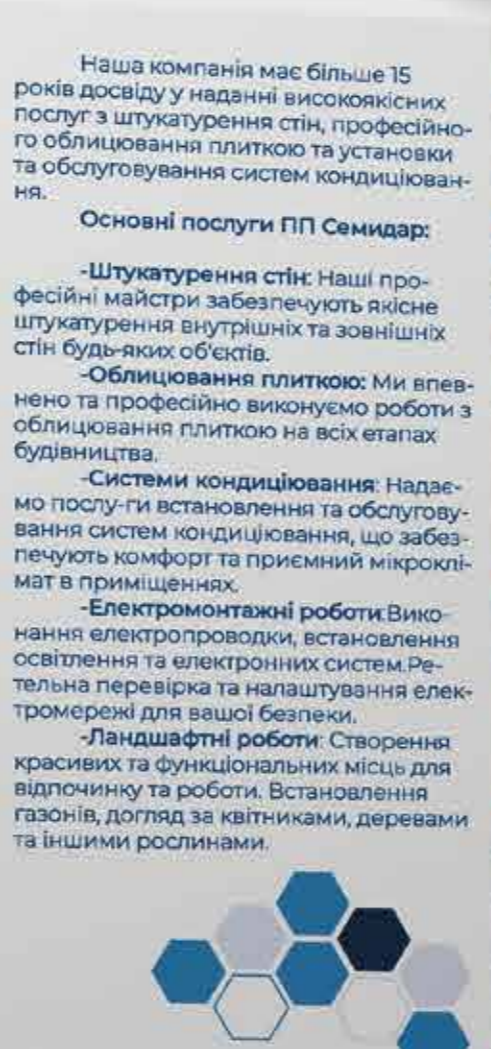 Наша компанія має більше 15
років досвіду у наданні високоякісних
послуг з штукатурення стін, професійно-
го облицювання плиткою та установки
та обслуговування систем кондиціюван-
ня.
Основні послуги ПП Семидар:
-Штукатурення стін: Наші про-
фесійні майстри забезпечують якісне
штукатурення внутрішніх та зовнішніх
стін будь-яких об'єктів.
-Облицювання плиткою: Ми впев-
нено та професійно виконуємо роботи з
облицювання плиткою на всіх етапах
будівництва.
-Системи кондиціювання: Надає-
мо послу-ги встановлення та обслугову-
вання систем кондиціювання, що забез-
печують комфорт та приємний мікроклі-
мат в приміщеннях.
-Електромонтажні роботи:Вико-
нання електропроводки, встановлення
освітлення та електронних систем.Ре-
тельна перевірка та налаштування елек-
тромережі для вашої безпеки.
-Ландшафтні роботи: Створення
красивих та функціональних місць для
відпочинку та роботи. Встановлення
газонів, догляд за квітниками, деревами
та іншими рослинами.